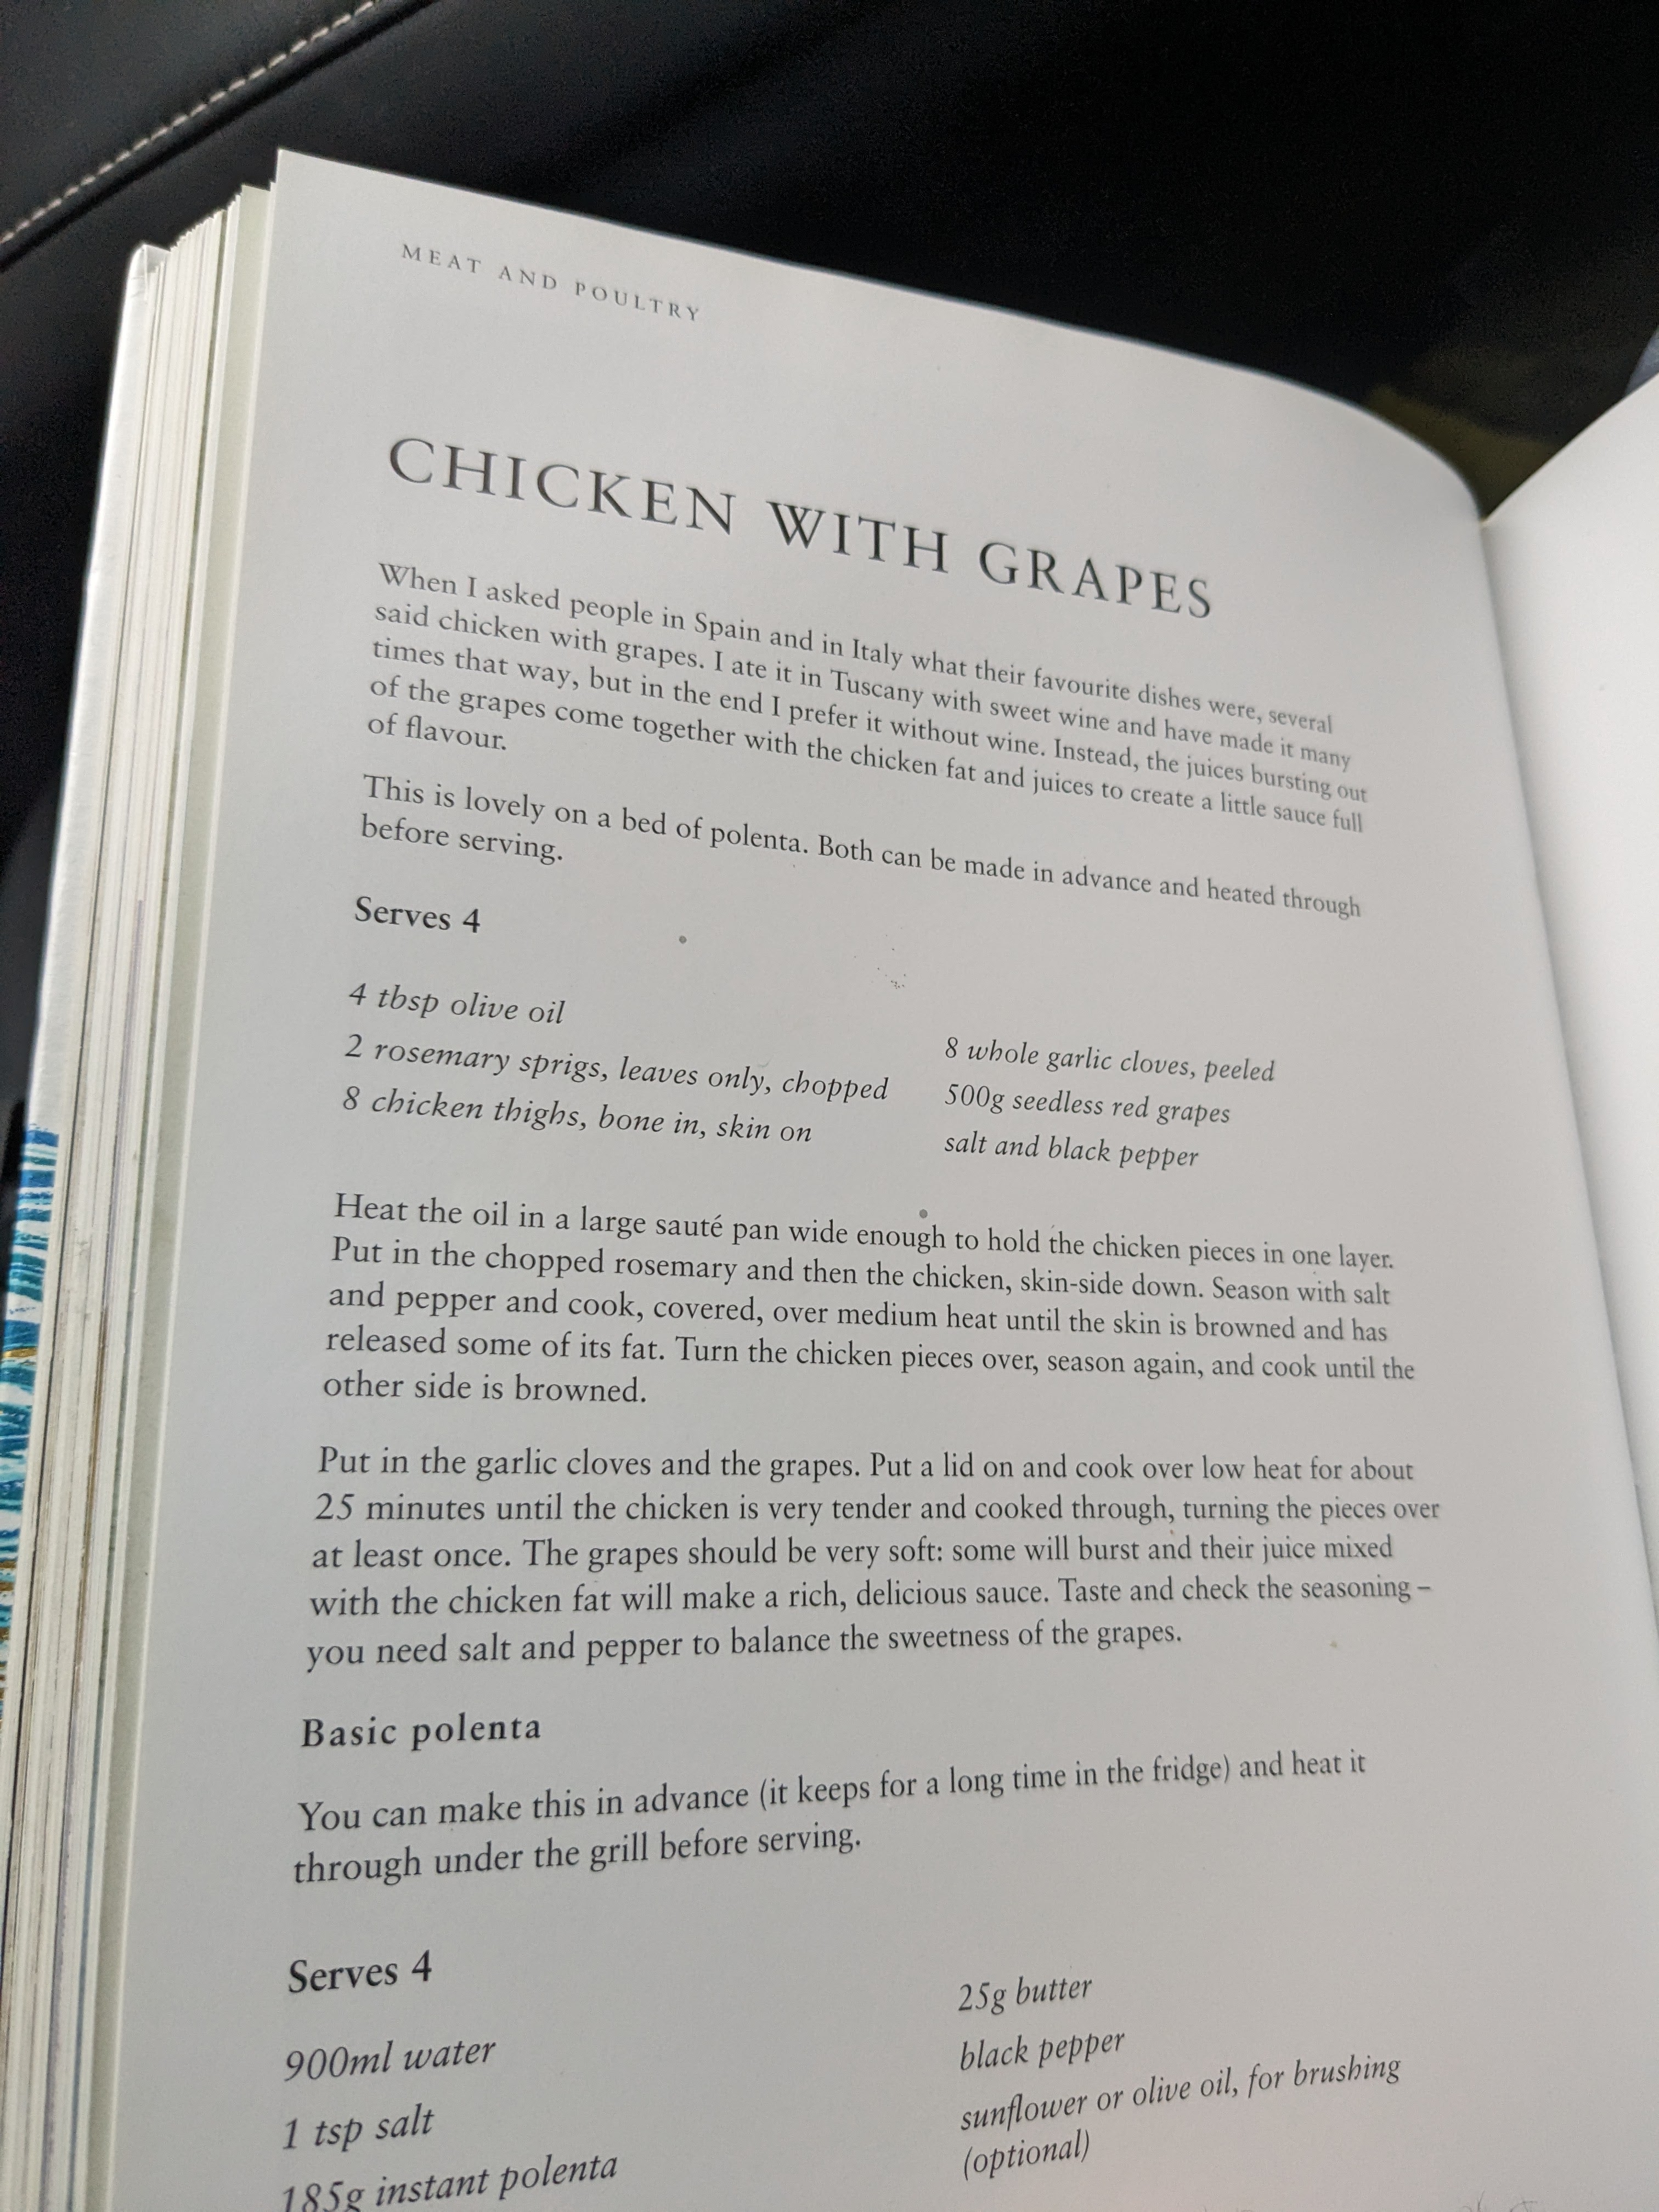 MEAT AND POULTRY
CHICKEN WITH GRAPES
When I asked people in Spain and in Italy what their favourite dishes were, several
said chicken with grapes. I ate it in Tuscany with sweet wine and have made it many
times that way, but in the end I prefer it without wine. Instead, the juices bursting out
of the grapes come together with the chicken fat and juices to create a little sauce full
of flavour.
This is lovely on a bed of polenta. Both can be made in advance and heated through
before serving.
Serves 4
4 tbsp olive oil
2 rosemary sprigs, leaves only, chopped
8 chicken thighs, bone in, skin on
8 whole garlic cloves, peeled
500g seedless red grapes
salt and black pepper
Heat the oil in a large sauté pan wide enough to hold the chicken pieces in one layer.
Put in the chopped rosemary and then the chicken, skin-side down. Season with salt
and pepper and cook, covered, over medium heat until the skin is browned and has
released some of its fat. Turn the chicken pieces over, season again, and cook until the
other side is browned.
Put in the garlic cloves and the grapes. Put a lid on and cook over low heat for about
25 minutes until the chicken is very tender and cooked through, turning the pieces over
at least once. The grapes should be very soft: some will burst and their juice mixed
with the chicken fat will make a rich, delicious sauce. Taste and check the seasoning –
you need salt and pepper to balance the sweetness of the grapes.
Basic polenta
You can make this in advance (it keeps for a long time in the fridge) and heat it
through under the grill before serving.
Serves 4
900ml water
1 tsp salt
185g instant polenta
25g butter
black pepper
sunflower or olive oil, for brushing
(optional)